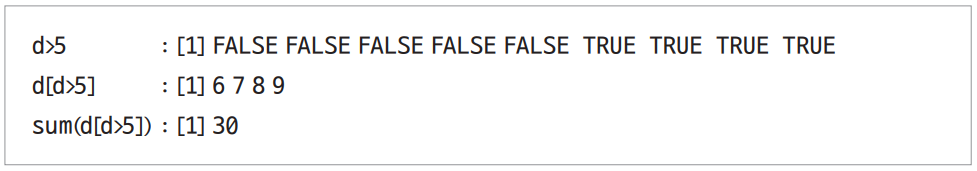 d>5 : [1] FALSE FALSE FALSE FALSE FALSE TRUE TRUE TRUE TRUE
d[d>5] : [1] 6 7 8 9
sum(d[d>5]) : [1] 30